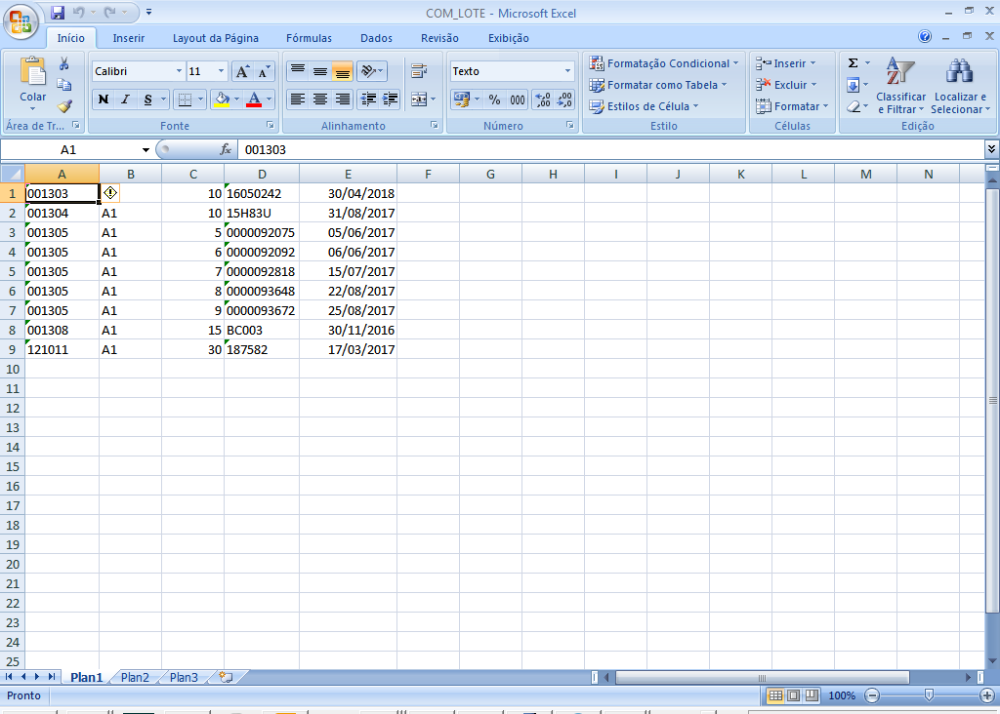 COM_LOTE - Microsoft Excel
Início Inserir Layout da Página Fórmulas Dados Revisão Exibição
Colar
Área de Tr...
Calibri 11
N I S
Fonte
Alinhamento
Texto
% 000 ,00 ,00
Número
Formatação Condicional
Formatar como Tabela
Estilos de Célula
Estilo
Inserir
Excluir
Formatar
Células
Σ
Classificar e Filtrar
Localizar e Selecionar
Edição
A1 fx 001303
A B C D E F G H I J K L M N
1 001303 10 16050242 30/04/2018
2 001304 A1 10 15H83U 31/08/2017
3 001305 A1 5 0000092075 05/06/2017
4 001305 A1 6 0000092092 06/06/2017
5 001305 A1 7 0000092818 15/07/2017
6 001305 A1 8 0000093648 22/08/2017
7 001305 A1 9 0000093672 25/08/2017
8 001308 A1 15 BC003 30/11/2016
9 121011 A1 30 187582 17/03/2017
10
11
12
13
14
15
16
17
18
19
20
21
22
23
24
25
Plan1 Plan2 Plan3
Pronto 100%